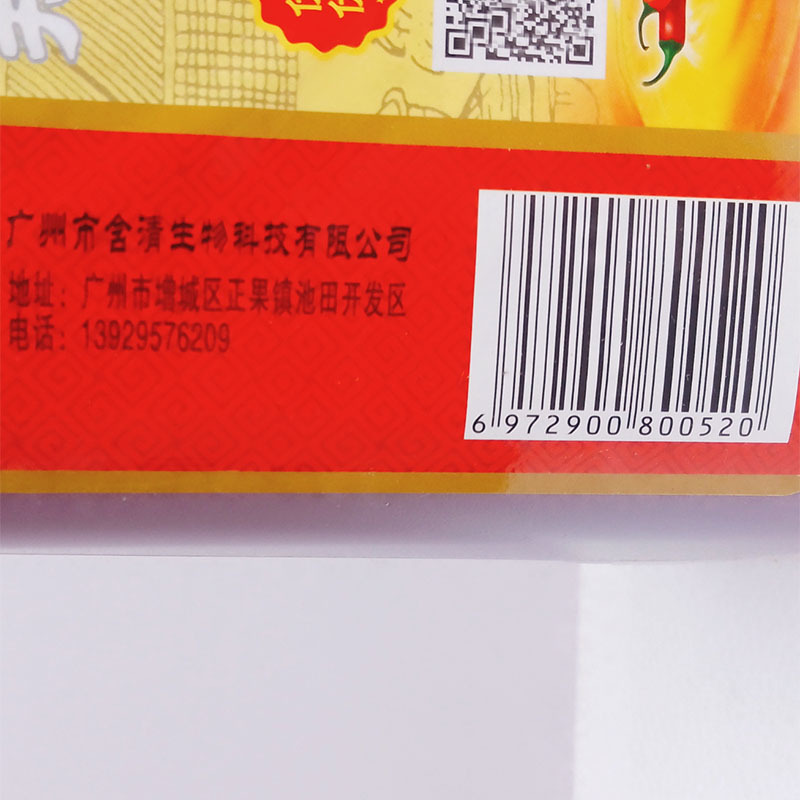 广州市含清生物科技有限公司
地址：广州市增城区正果镇池田开发区
电话：13929576209
6 972900 800520